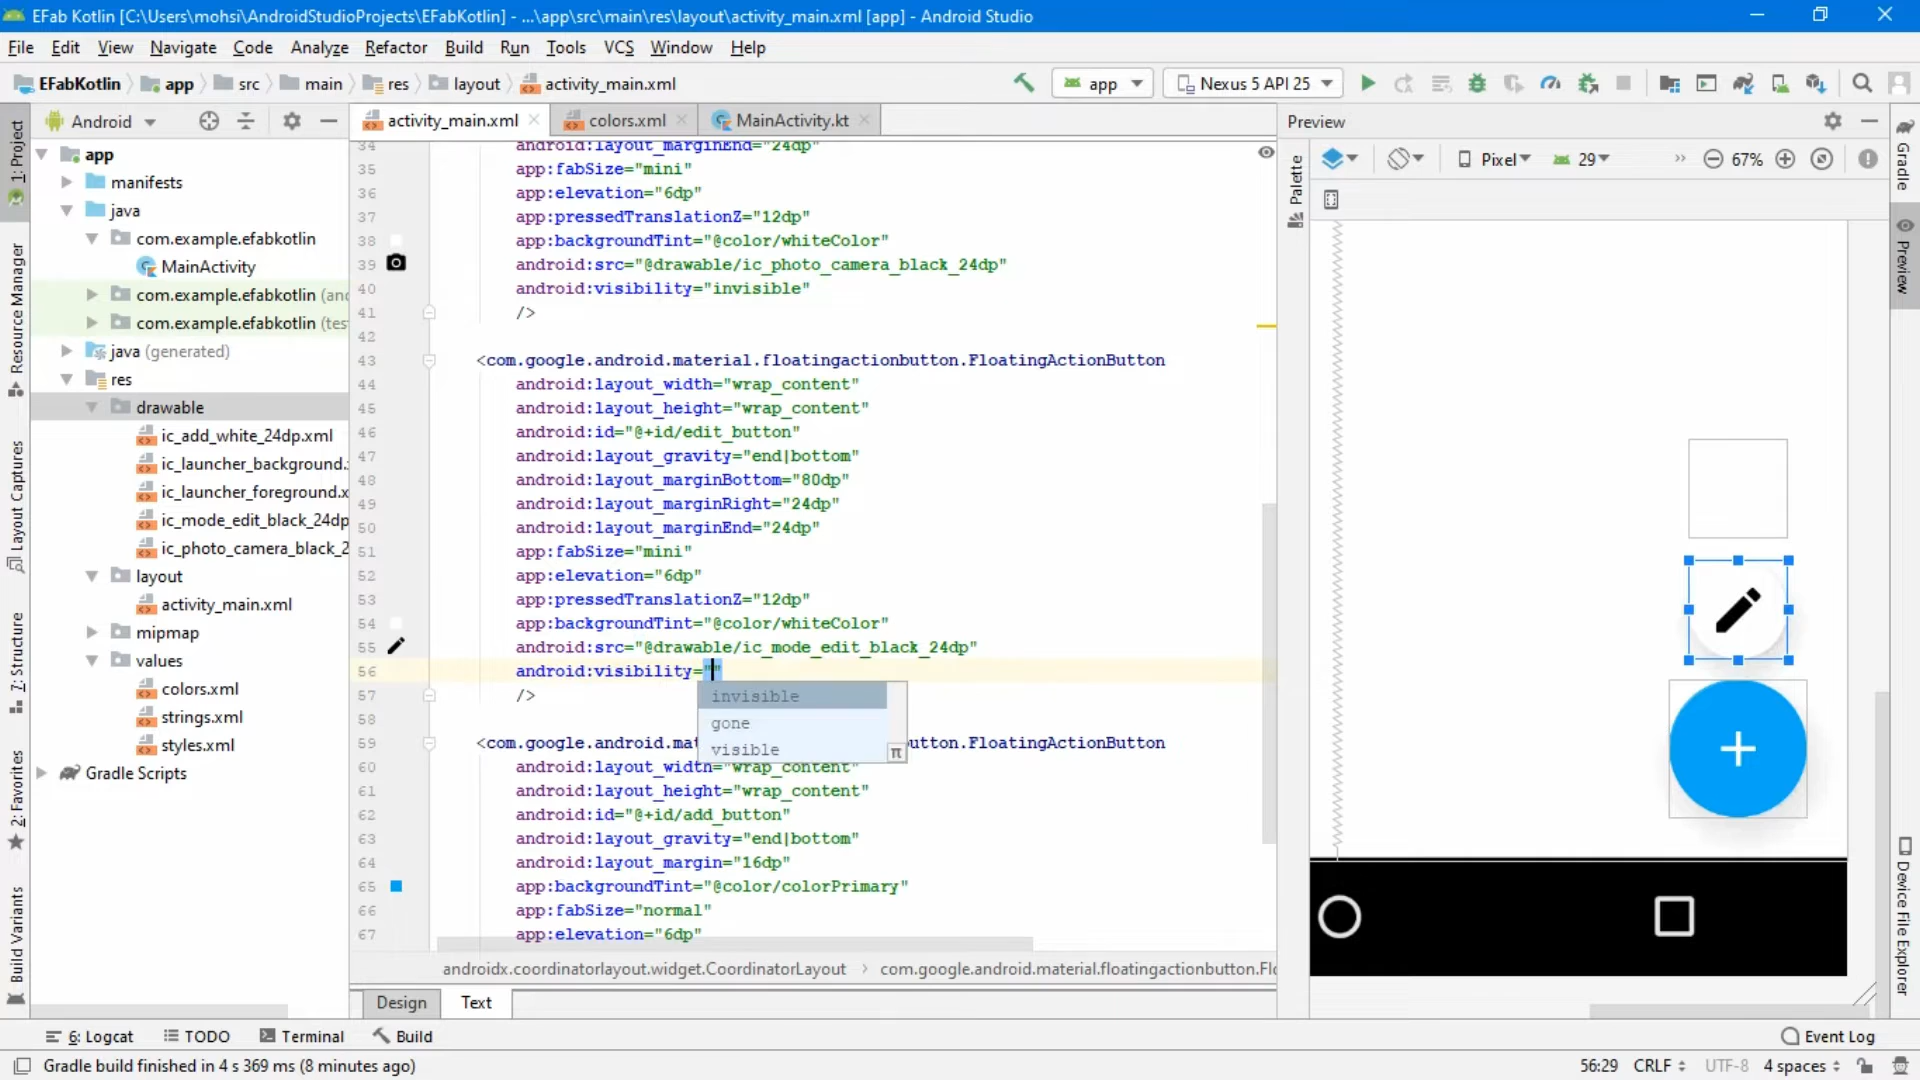 EFab Kotlin [C:\Users\mohsi\AndroidStudioProjects\EFabKotlin] - ...\app\src\main\res\layout\activity_main.xml [app] - Android Studio
File Edit View Navigate Code Analyze Refactor Build Run Tools VCS Window Help
EFabKotlin app src main res layout activity_main.xml app Nexus 5 API 25
Android
activity_main.xml colors.xml MainActivity.kt
Preview
1: Project
Resource Manager
Layout Captures
7: Structure
2: Favorites
Build Variants
app
manifests
java
com.example.efabkotlin
MainActivity
com.example.efabkotlin (and
com.example.efabkotlin (tes
java (generated)
res
drawable
ic_add_white_24dp.xml
ic_launcher_background.
ic_launcher_foreground.x
ic_mode_edit_black_24dp
ic_photo_camera_black_2
layout
activity_main.xml
mipmap
values
colors.xml
strings.xml
styles.xml
Gradle Scripts
34 android:layout_marginEnd="24dp"
35 app:fabSize="mini"
36 app:elevation="6dp"
37 app:pressedTranslationZ="12dp"
38 app:backgroundTint="@color/whiteColor"
39 android:src="@drawable/ic_photo_camera_black_24dp"
40 android:visibility="invisible"
41 />
42
43 <com.google.android.material.floatingactionbutton.FloatingActionButton
44 android:layout_width="wrap_content"
45 android:layout_height="wrap_content"
46 android:id="@+id/edit_button"
47 android:layout_gravity="end|bottom"
48 android:layout_marginBottom="80dp"
49 android:layout_marginRight="24dp"
50 android:layout_marginEnd="24dp"
51 app:fabSize="mini"
52 app:elevation="6dp"
53 app:pressedTranslationZ="12dp"
54 app:backgroundTint="@color/whiteColor"
55 android:src="@drawable/ic_mode_edit_black_24dp"
56 android:visibility=""
57 />
58
invisible
gone
visible
π
59 <com.google.android.mat utton.FloatingActionButton
60 android:layout_width="wrap_content"
61 android:layout_height="wrap_content"
62 android:id="@+id/add_button"
63 android:layout_gravity="end|bottom"
64 android:layout_margin="16dp"
65 app:backgroundTint="@color/colorPrimary"
66 app:fabSize="normal"
67 app:elevation="6dp"
androidx.coordinatorlayout.widget.CoordinatorLayout com.google.android.material.floatingactionbutton.Flo
Design Text
Palette
Pixel 29 » 67%
Gradle
Preview
Device File Explorer
6: Logcat TODO Terminal Build Event Log
Gradle build finished in 4 s 369 ms (8 minutes ago) 56:29 CRLF UTF-8 4 spaces